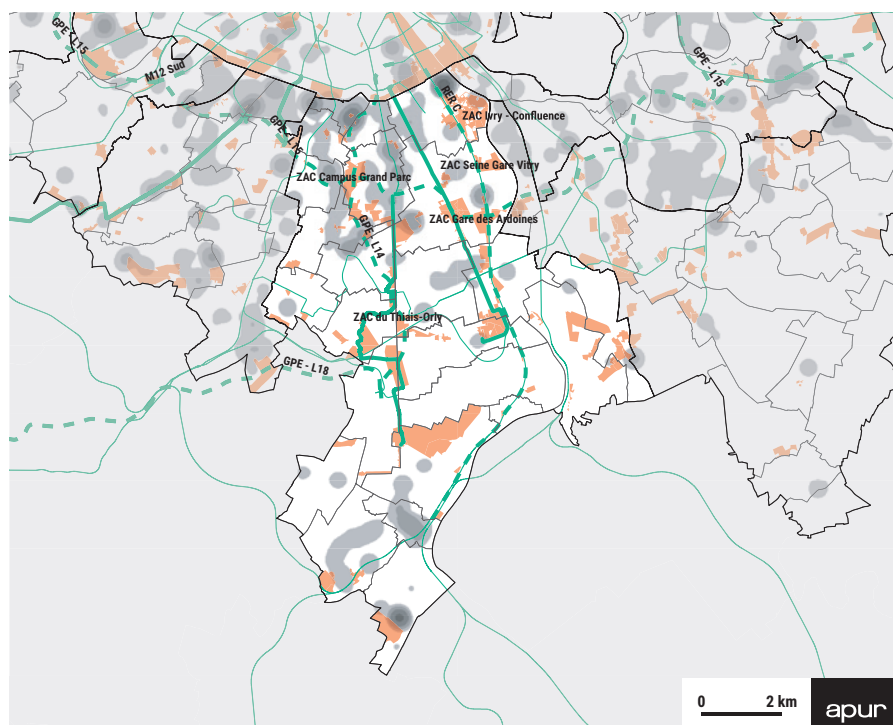 GPE - L15
M12 Sud
GPE - L15
RER C
ZAC Ivry - Confluence
GPE - L15
ZAC Seine Gare Vitry
ZAC Campus Grand Parc
ZAC Gare des Ardoines
GPE - L14
ZAC du Thiais-Orly
GPE - L18
0 2 km
apur